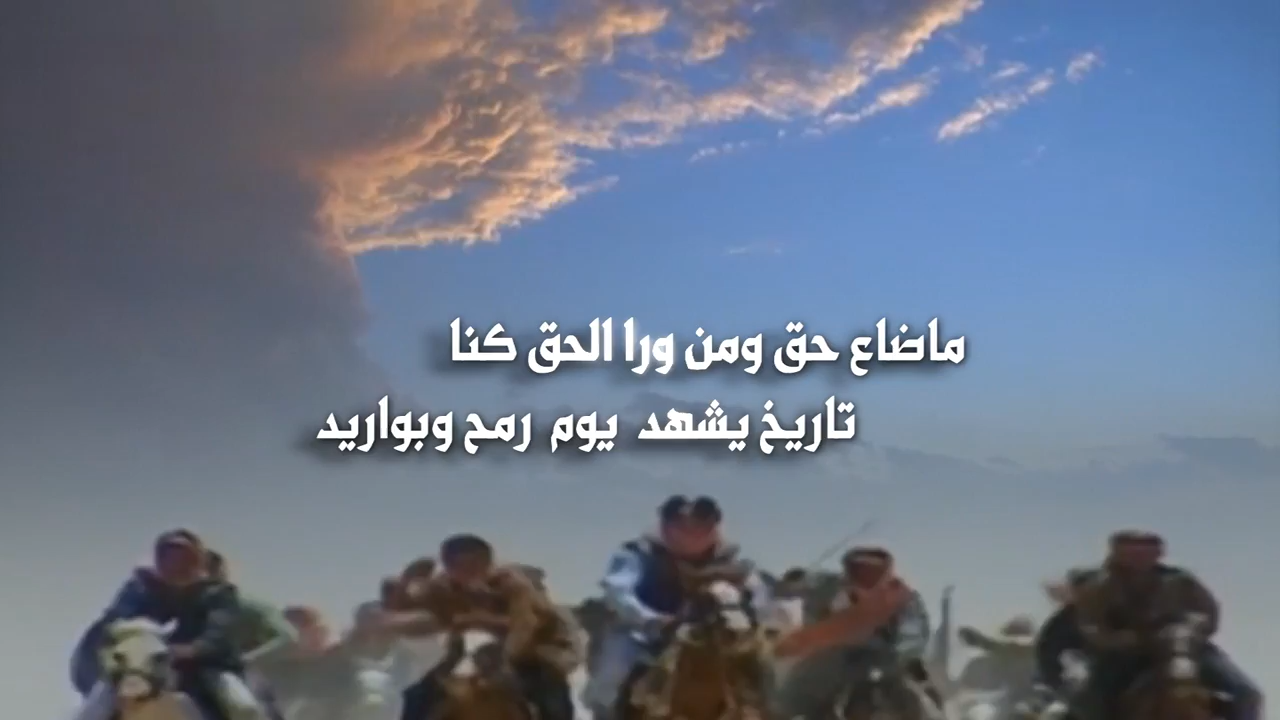 ماضاع حق ومن ورا الحق كنا
تاريخ يشهد يوم رمح وبواريد